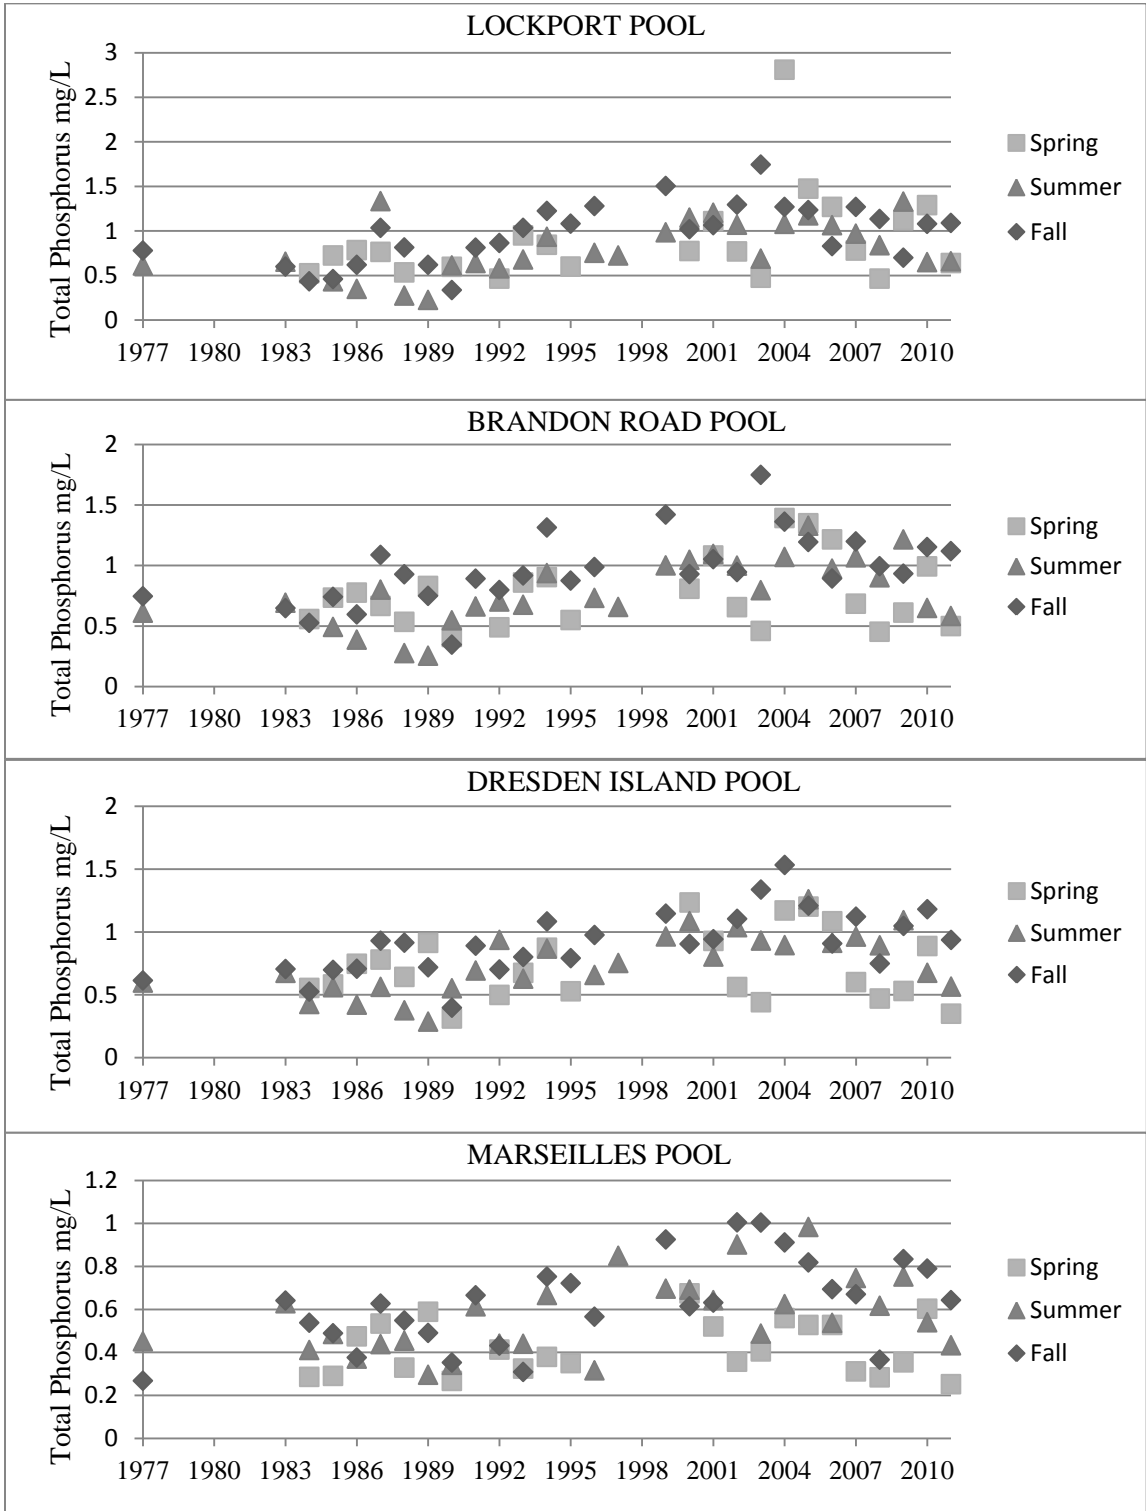 LOCKPORT POOL
Total Phosphorus mg/L
3
2.5
2
1.5
1
0.5
0
1977 1980 1983 1986 1989 1992 1995 1998 2001 2004 2007 2010
Spring
Summer
Fall
BRANDON ROAD POOL
Total Phosphorus mg/L
2
1.5
1
0.5
0
1977 1980 1983 1986 1989 1992 1995 1998 2001 2004 2007 2010
Spring
Summer
Fall
DRESDEN ISLAND POOL
Total Phosphorus mg/L
2
1.5
1
0.5
0
1977 1980 1983 1986 1989 1992 1995 1998 2001 2004 2007 2010
Spring
Summer
Fall
MARSEILLES POOL
Total Phosphorus mg/L
1.2
1
0.8
0.6
0.4
0.2
0
1977 1980 1983 1986 1989 1992 1995 1998 2001 2004 2007 2010
Spring
Summer
Fall